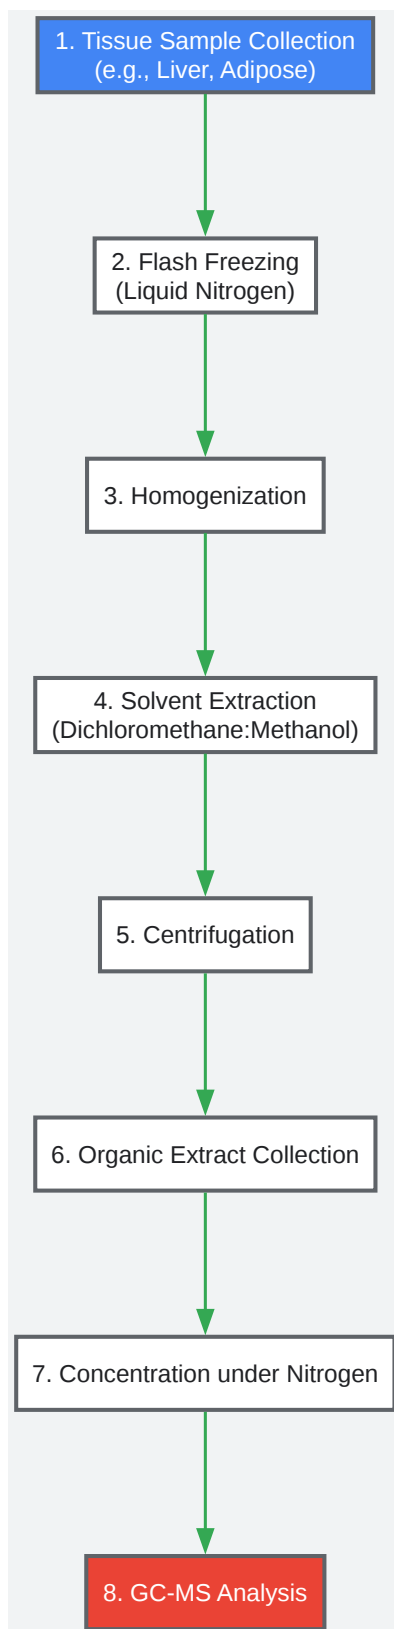 1. Tissue Sample Collection
(e.g., Liver, Adipose)
2. Flash Freezing
(Liquid Nitrogen)
3. Homogenization
4. Solvent Extraction
(Dichloromethane:Methanol)
5. Centrifugation
6. Organic Extract Collection
7. Concentration under Nitrogen
8. GC-MS Analysis